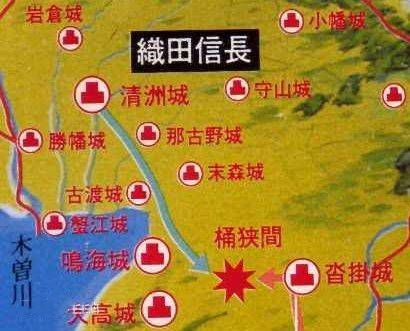 岩倉城
小幡城
織田信長
清洲城
守山城
勝幡城
那古野城
末森城
古渡城
蟹江城
木曽川
鳴海城
桶狭間
沓掛城
大高城